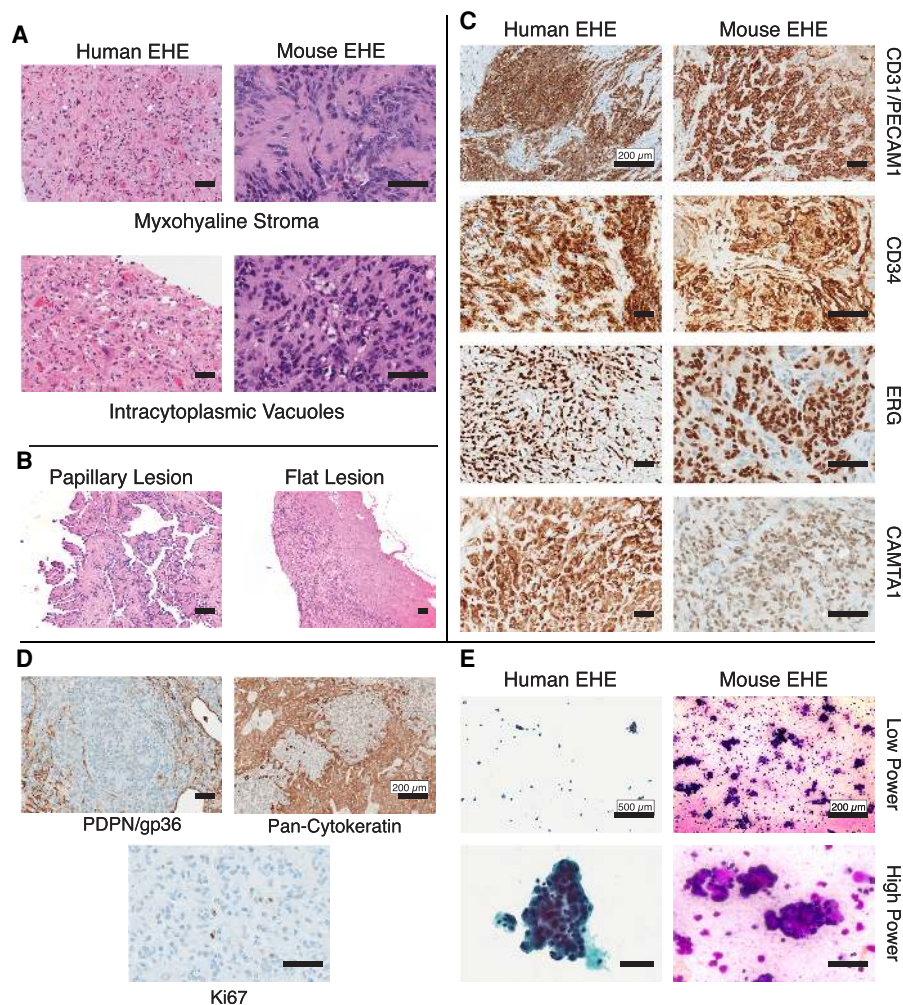 A
Human EHE
Mouse EHE
Myxohyaline Stroma
Intracytoplasmic Vacuoles
B
Papillary Lesion
Flat Lesion
C
Human EHE
Mouse EHE
200 µm
CD31/PECAM1
CD34
ERG
CAMTA1
D
200 µm
PDPN/gp36
Pan-Cytokeratin
Ki67
E
Human EHE
Mouse EHE
500 µm
200 µm
Low Power
High Power